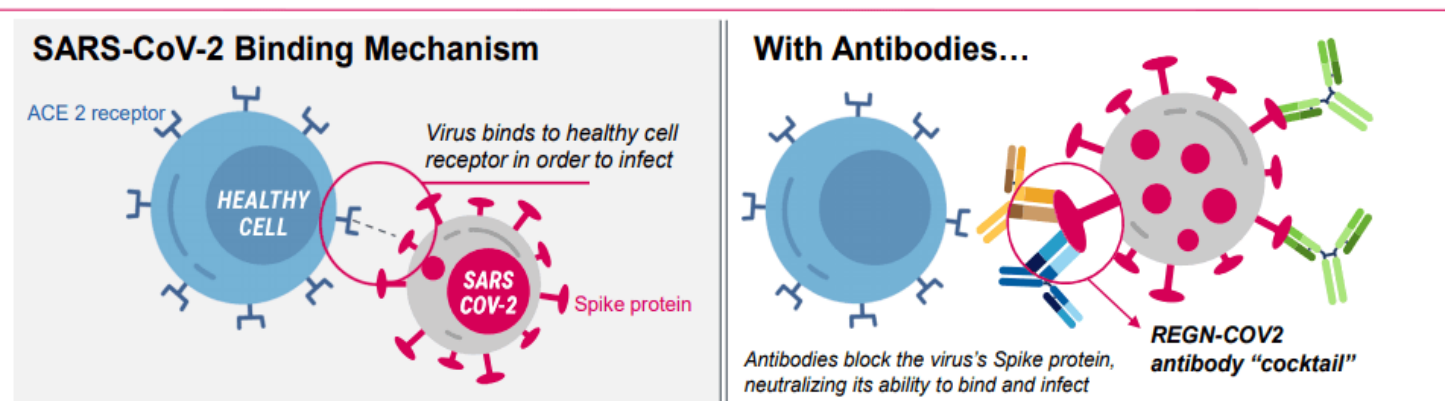 SARS-CoV-2 Binding Mechanism
ACE 2 receptor
Virus binds to healthy cell
receptor in order to infect
HEALTHY
CELL
SARS
COV-2
Spike protein
With Antibodies…
Antibodies block the virus's Spike protein,
neutralizing its ability to bind and infect
REGN-COV2
antibody “cocktail”